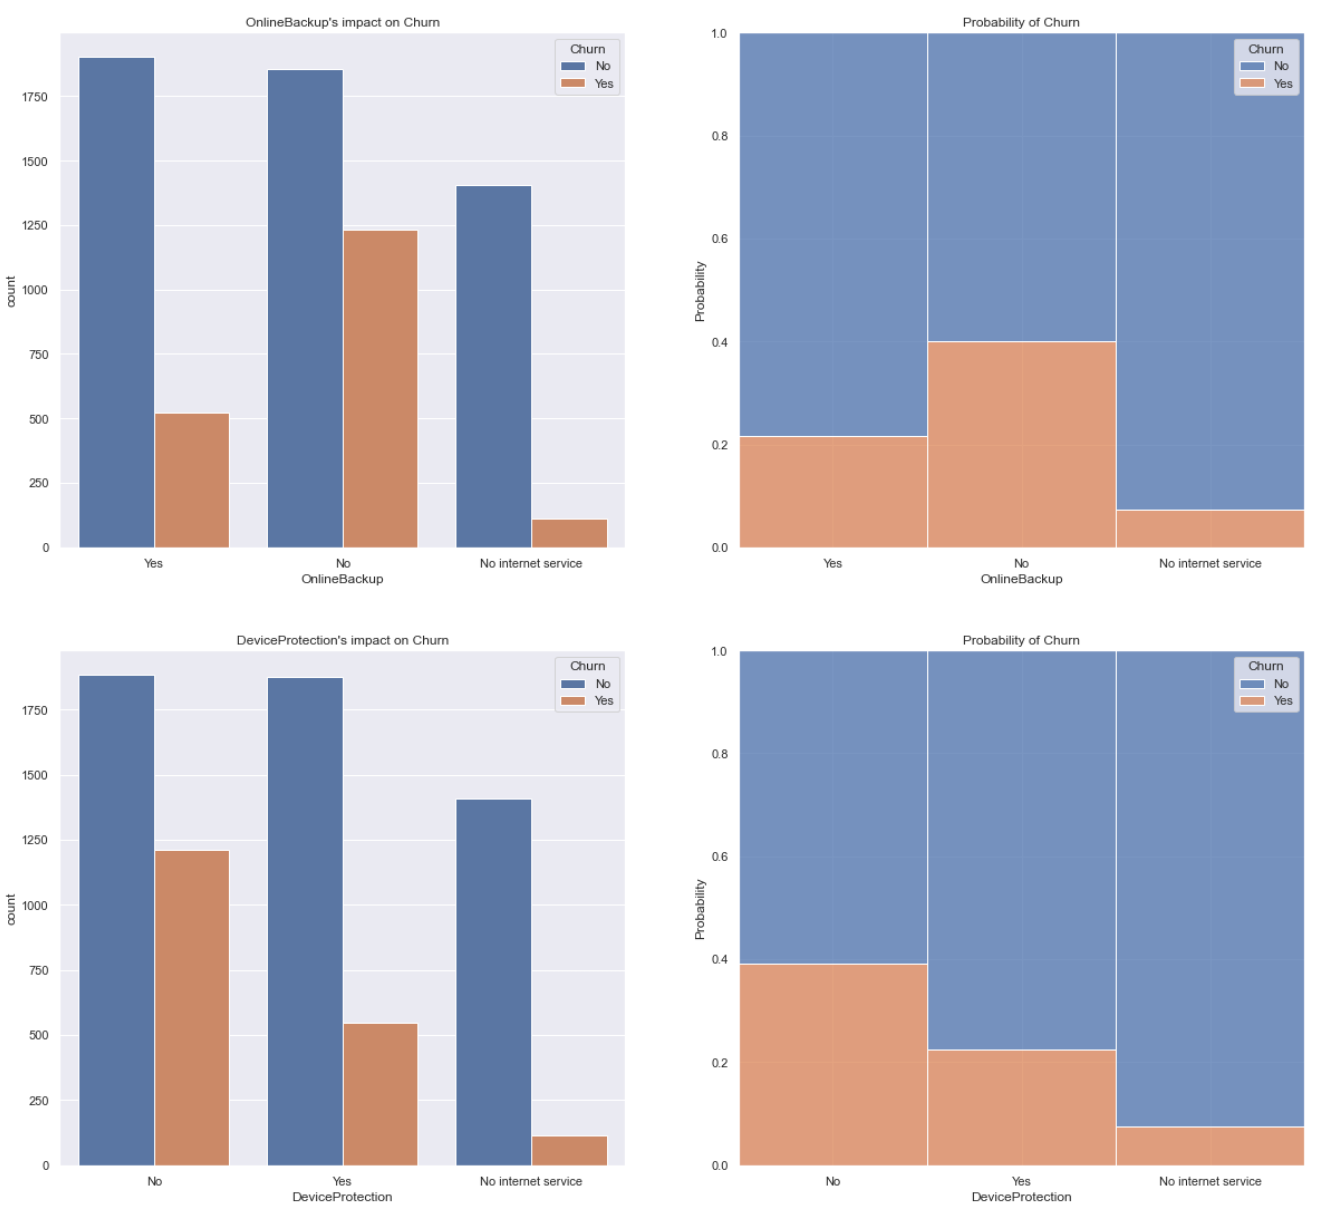 OnlineBackup's impact on Churn
Churn
No
Yes
1750
1500
1250
1000
750
500
250
0
count
Yes No No internet service
OnlineBackup
Probability of Churn
Churn
No
Yes
1.0
0.8
0.6
0.4
0.2
0.0
Probability
Yes No No internet service
OnlineBackup
DeviceProtection's impact on Churn
Churn
No
Yes
1750
1500
1250
1000
750
500
250
0
count
No Yes No internet service
DeviceProtection
Probability of Churn
Churn
No
Yes
1.0
0.8
0.6
0.4
0.2
0.0
Probability
No Yes No internet service
DeviceProtection